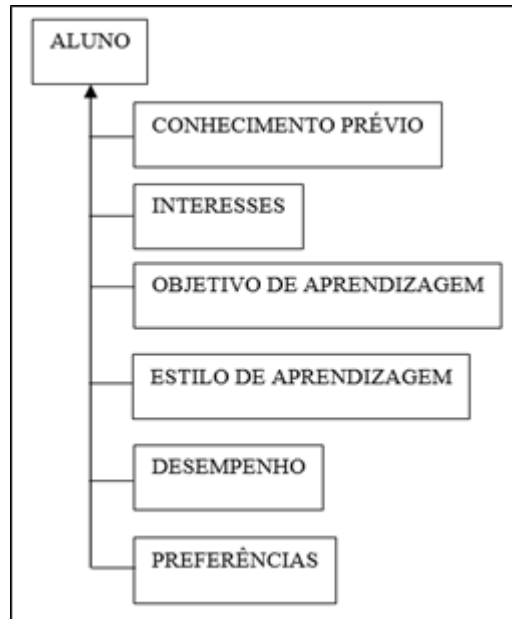 ALUNO
CONHECIMENTO PRÉVIO
INTERESSES
OBJETIVO DE APRENDIZAGEM
ESTILO DE APRENDIZAGEM
DESEMPENHO
PREFERÊNCIAS